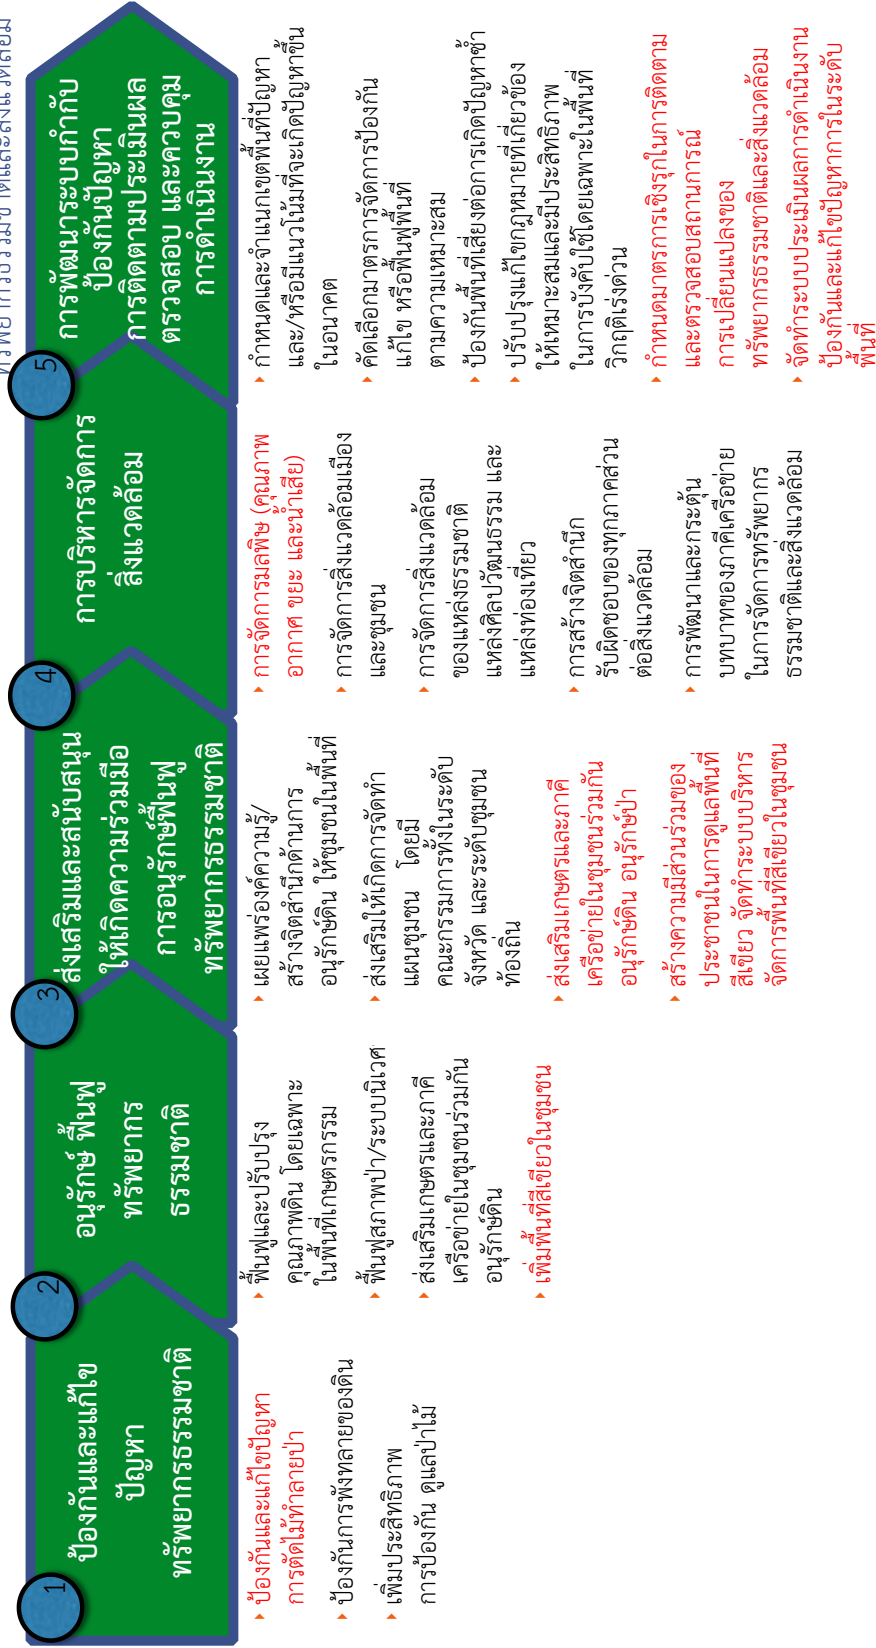 ทรัพยากรธรรมชาติและสิ่งแวดล้อม
1
ป้องกันและแก้ไข
ปัญหา
ทรัพยากรธรรมชาติ
ป้องกันและแก้ไขปัญหา
การตัดไม้ทำลายป่า
ป้องกันการพังทลายของดิน
เพิ่มประสิทธิภาพ
การป้องกัน ดูแลป่าไม้
2
อนุรักษ์ ฟื้นฟู
ทรัพยากร
ธรรมชาติ
ฟื้นฟูและปรับปรุง
คุณภาพดิน โดยเฉพาะ
ในพื้นที่เกษตรกรรม
ฟื้นฟูสภาพป่า/ระบบนิเวศ
ส่งเสริมเกษตรและภาคี
เครือข่ายในชุมชนร่วมกัน
อนุรักษ์ดิน
เพิ่มพื้นที่สีเขียวในชุมชน
3
ส่งเสริมและสนับสนุน
ให้เกิดความร่วมมือ
การอนุรักษ์ฟื้นฟู
ทรัพยากรธรรมชาติ
เผยแพร่องค์ความรู้/
สร้างจิตสำนึกด้านการ
อนุรักษ์ดิน ให้ชุมชนในพื้นที่
ส่งเสริมให้เกิดการจัดทำ
แผนชุมชน โดยมี
คณะกรรมการทั้งในระดับ
จังหวัด และระดับชุมชน
ท้องถิ่น
ส่งเสริมเกษตรและภาคี
เครือข่ายในชุมชนร่วมกัน
อนุรักษ์ดิน อนุรักษ์ป่า
สร้างความมีส่วนร่วมของ
ประชาชนในการดูแลพื้นที่
สีเขียว จัดทำระบบบริหาร
จัดการพื้นที่สีเขียวในชุมชน
4
การบริหารจัดการ
สิ่งแวดล้อม
การจัดการมลพิษ (คุณภาพ
อากาศ ขยะ และน้ำเสีย)
การจัดการสิ่งแวดล้อมเมือง
และชุมชน
การจัดการสิ่งแวดล้อม
ของแหล่งธรรมชาติ
แหล่งศิลปวัฒนธรรม และ
แหล่งท่องเที่ยว
การสร้างจิตสำนึก
รับผิดชอบของทุกภาคส่วน
ต่อสิ่งแวดล้อม
การพัฒนาและกระตุ้น
บทบาทของภาคีเครือข่าย
ในการจัดการทรัพยากร
ธรรมชาติและสิ่งแวดล้อม
5
การพัฒนาระบบกำกับ
ป้องกันปัญหา
การติดตามประเมินผล
ตรวจสอบ และควบคุม
การดำเนินงาน
กำหนดและจำแนกเขตพื้นที่ปัญหา
และ/หรือมีแนวโน้มที่จะเกิดปัญหาขึ้น
ในอนาคต
คัดเลือกมาตรการจัดการป้องกัน
แก้ไข หรือฟื้นฟูพื้นที่
ตามความเหมาะสม
ป้องกันพื้นที่เสี่ยงต่อการเกิดปัญหาซ้ำ
ปรับปรุงแก้ไขกฎหมายที่เกี่ยวข้อง
ให้เหมาะสมและมีประสิทธิภาพ
ในการบังคับใช้โดยเฉพาะในพื้นที่
วิกฤติเร่งด่วน
กำหนดมาตรการเชิงรุกในการติดตาม
และตรวจสอบสถานการณ์
การเปลี่ยนแปลงของ
ทรัพยากรธรรมชาติและสิ่งแวดล้อม
จัดทำระบบประเมินผลการดำเนินงาน
ป้องกันและแก้ไขปัญหาการในระดับ
พื้นที่